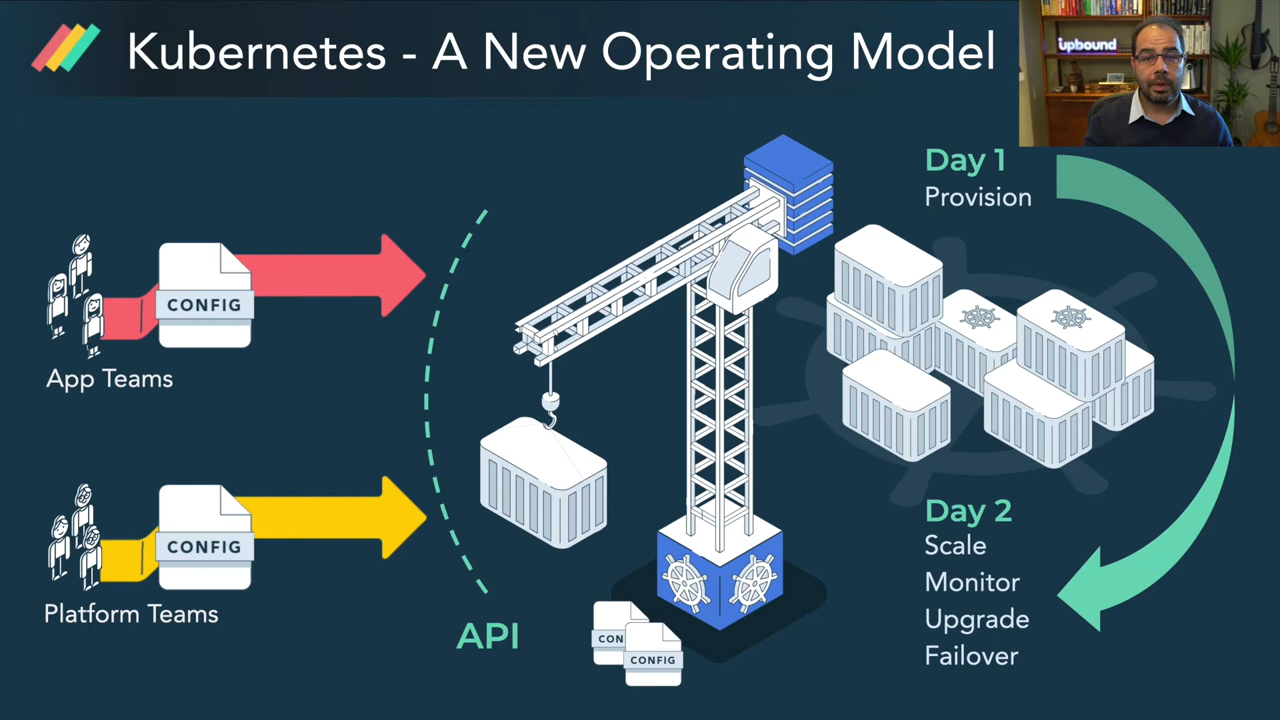 Kubernetes - A New Operating Model
upbound
Day 1
Provision
CONFIG
App Teams
CONFIG
Platform Teams
API
CON
CONFIG
Day 2
Scale
Monitor
Upgrade
Failover